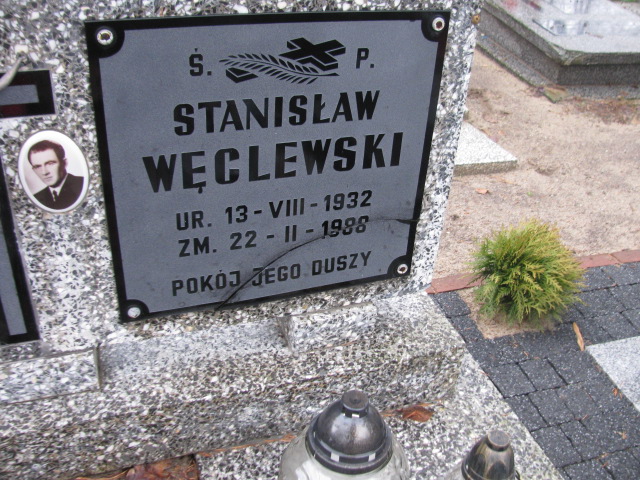 Ś. P.
STANISŁAW
WĘCLEWSKI
UR. 13-VIII-1932
ZM. 22-II-1988
POKÓJ JEGO DUSZY